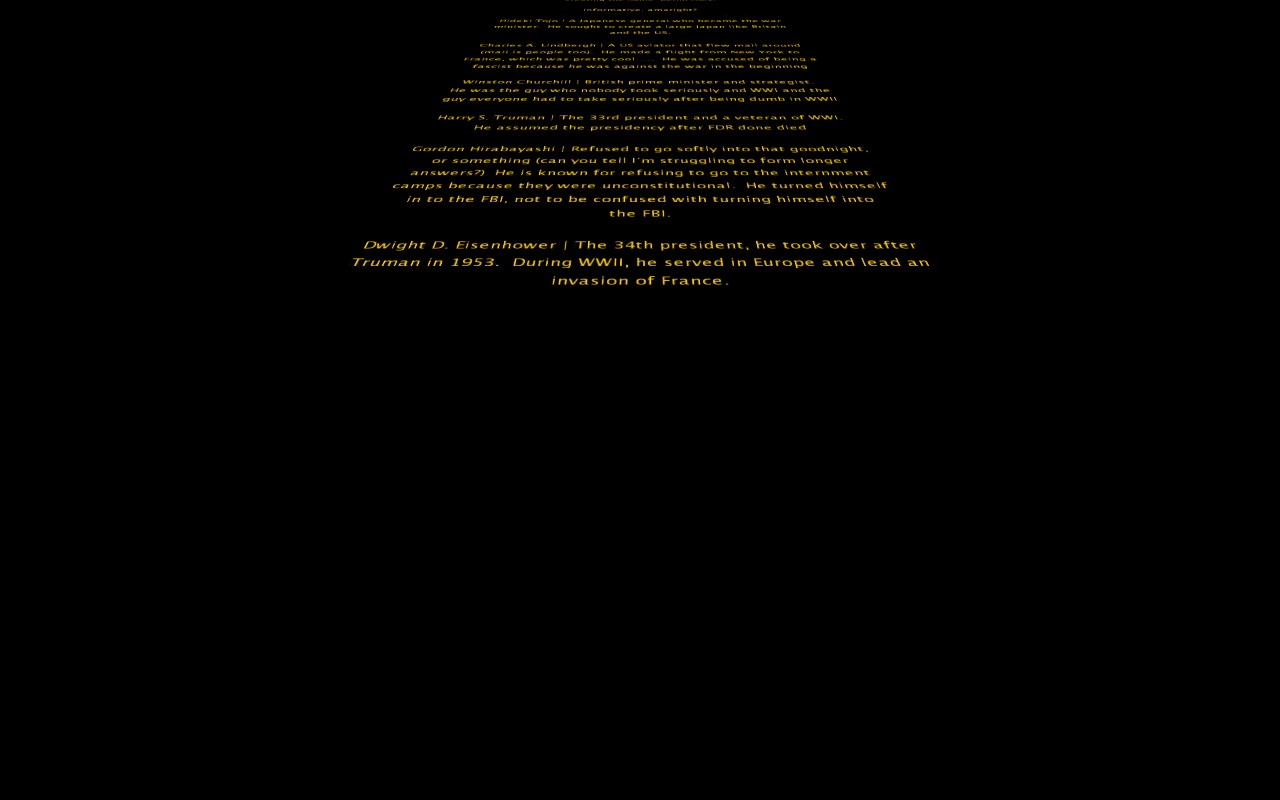 informative, amaright?
Hideki Tojo | A Japanese general who became the war
minister. He sought to create a large Japan like Britain
and the US.
Charles A. Lindbergh | A US aviator that flew mail around
(mail is people too). He made a flight from New York to
France, which was pretty cool .... He was accused of being a
fascist because he was against the war in the beginning
Winston Churchill | British prime minister and strategist.
He was the guy who nobody took seriously and WWI and the
guy everyone had to take seriously after being dumb in WWII
Harry S. Truman | The 33rd president and a veteran of WWI.
He assumed the presidency after FDR done died
Gordon Hirabayashi | Refused to go softly into that goodnight,
or something (can you tell I'm struggling to form longer
answers?) He is known for refusing to go to the internment
camps because they were unconstitutional. He turned himself
in to the FBI, not to be confused with turning himself into
the FBI.
Dwight D. Eisenhower | The 34th president, he took over after
Truman in 1953. During WWII, he served in Europe and lead an
invasion of France.